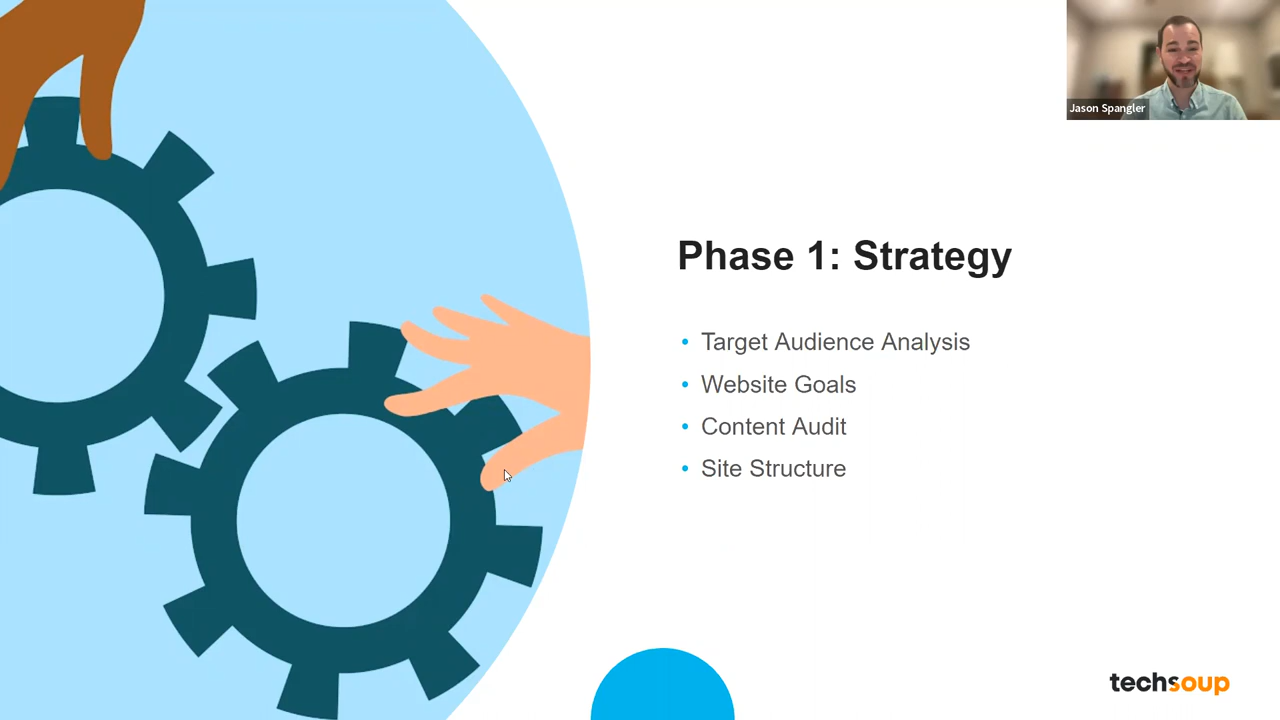 Jason Spangler
Phase 1: Strategy
• Target Audience Analysis
• Website Goals
• Content Audit
• Site Structure
techsoup